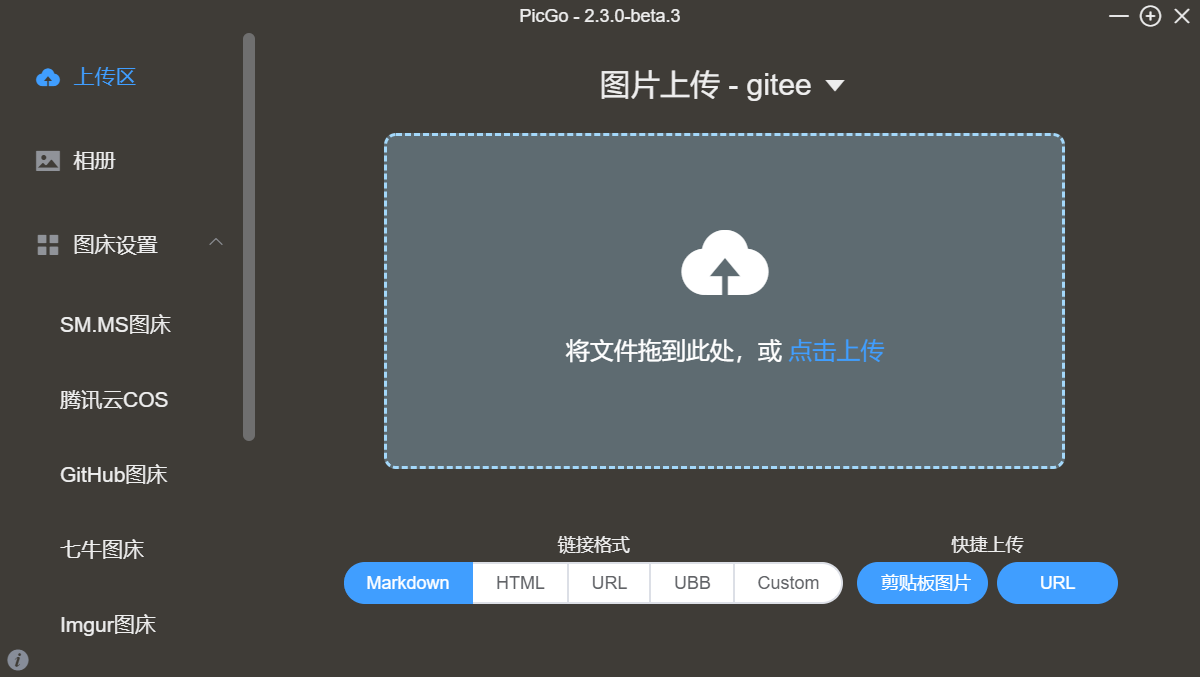 PicGo - 2.3.0-beta.3
上传区
相册
图床设置
SM.MS图床
腾讯云COS
GitHub图床
七牛图床
Imgur图床
图片上传 - gitee
将文件拖到此处，或 点击上传
链接格式
Markdown HTML URL UBB Custom
快捷上传
剪贴板图片 URL